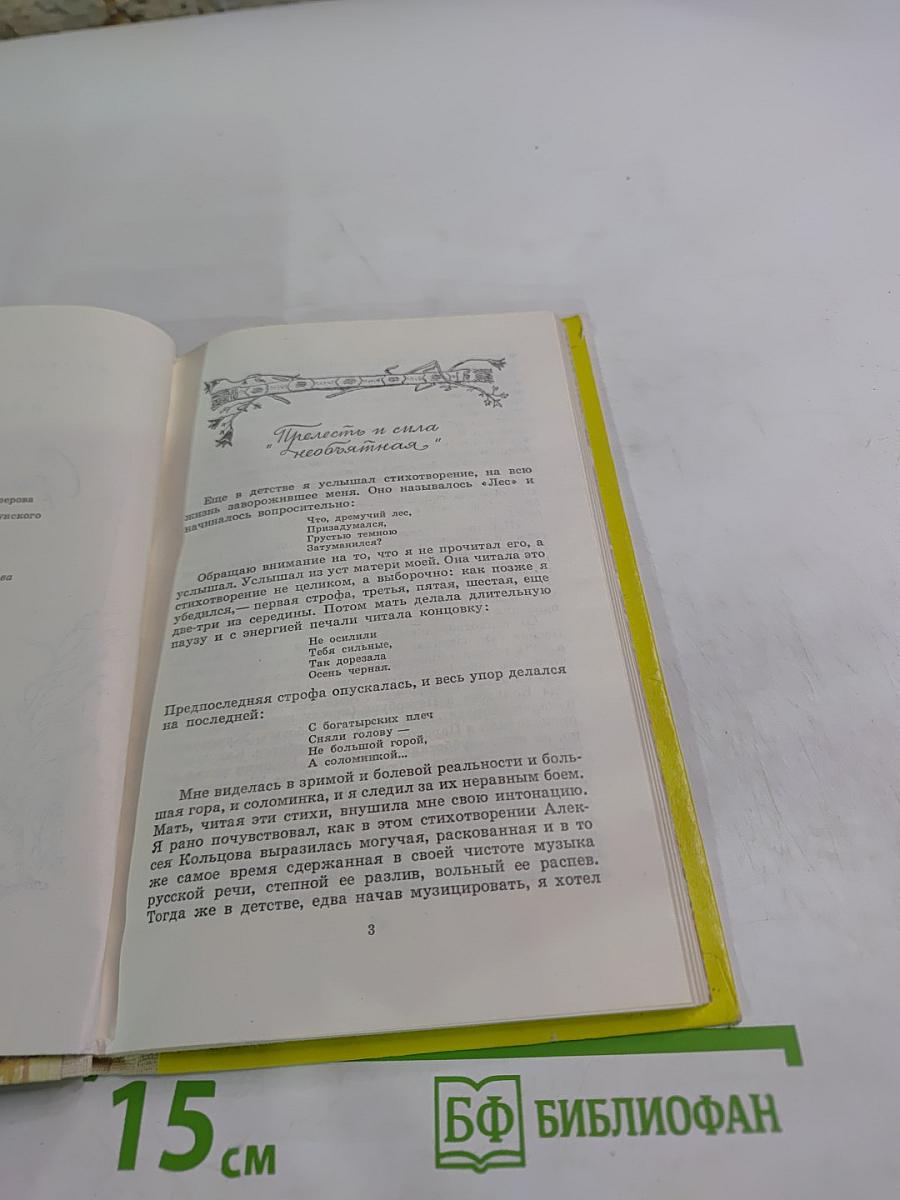 зерова
унского
ова
„Прелесть и сила
необъятная"
Еще в детстве я услышал стихотворение, на всю
жизнь заворожившее меня. Оно называлось «Лес» и
начиналось вопросительно:
Что, дремучий лес,
Призадумался,
Грустью темною
Затуманился?
Обращаю внимание на то, что я не прочитал его, а
услышал. Услышал из уст матери моей. Она читала это
стихотворение не целиком, а выборочно: как позже я
убедился,— первая строфа, третья, пятая, шестая, еще
две-три из середины. Потом мать делала длительную
паузу и с энергией печали читала концовку:
Не осилили
Тебя сильные,
Так дорезала
Осень черная.
Предпоследняя строфа опускалась, и весь упор делался
на последней:
С богатырских плеч
Сняли голову —
Не большой горой,
А соломинкой...
Мне виделась в зримой и болевой реальности и боль-
шая гора, и соломинка, и я следил за их неравным боем.
Мать, читая эти стихи, внушила мне свою интонацию.
Я рано почувствовал, как в этом стихотворении Алек-
сея Кольцова выразилась могучая, раскованная и в то
же самое время сдержанная в своей чистоте музыка
русской речи, степной ее разлив, вольный ее распев.
Тогда же в детстве, едва начав музицировать, я хотел
3
15 см
БФ БИБЛИОФАН